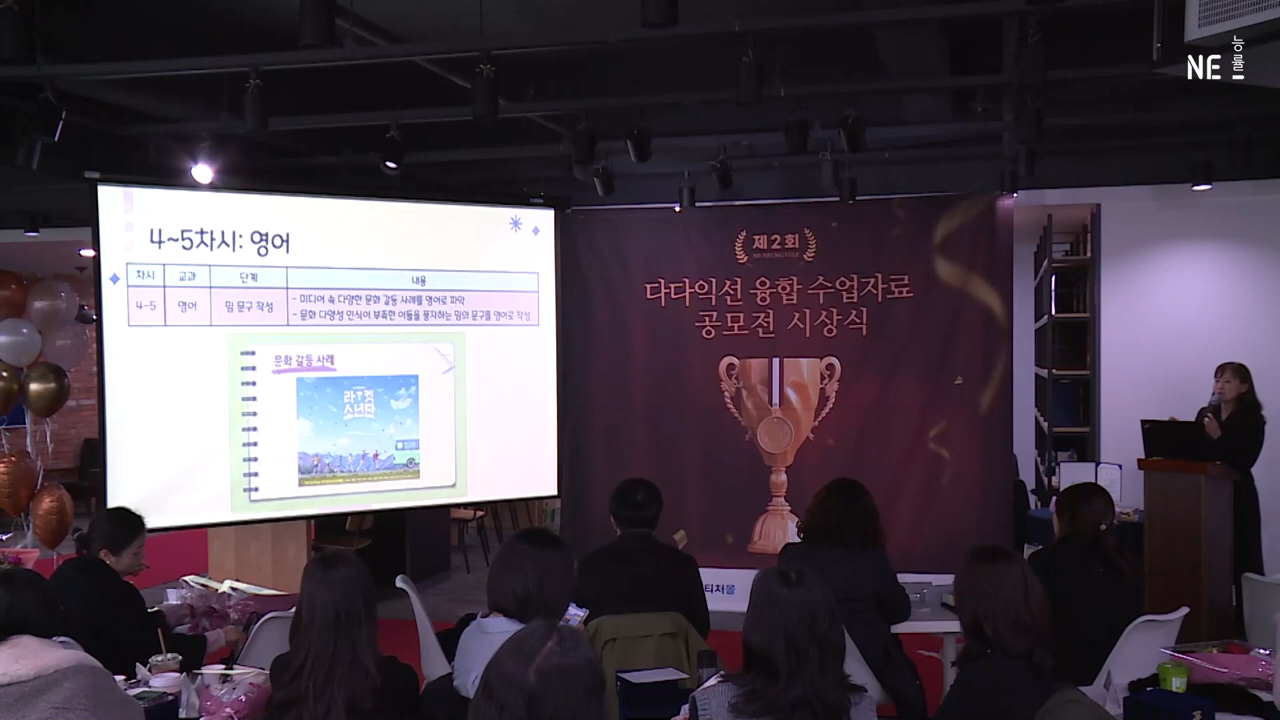 NE 능률
4~5차시: 영어
차시 교과 단계 내용
4-5 영어 밈 문구 작성 - 미디어 속 다양한 문화 갈등 사례를 영어로 파악
- 문화 다양성 인식이 부족한 이들을 풍자하는 밈의 문구를 영어로 작성
문화 갈등 사례
라켓
소년단
제2회
다다익선 융합 수업자료
공모전 시상식
티처몰